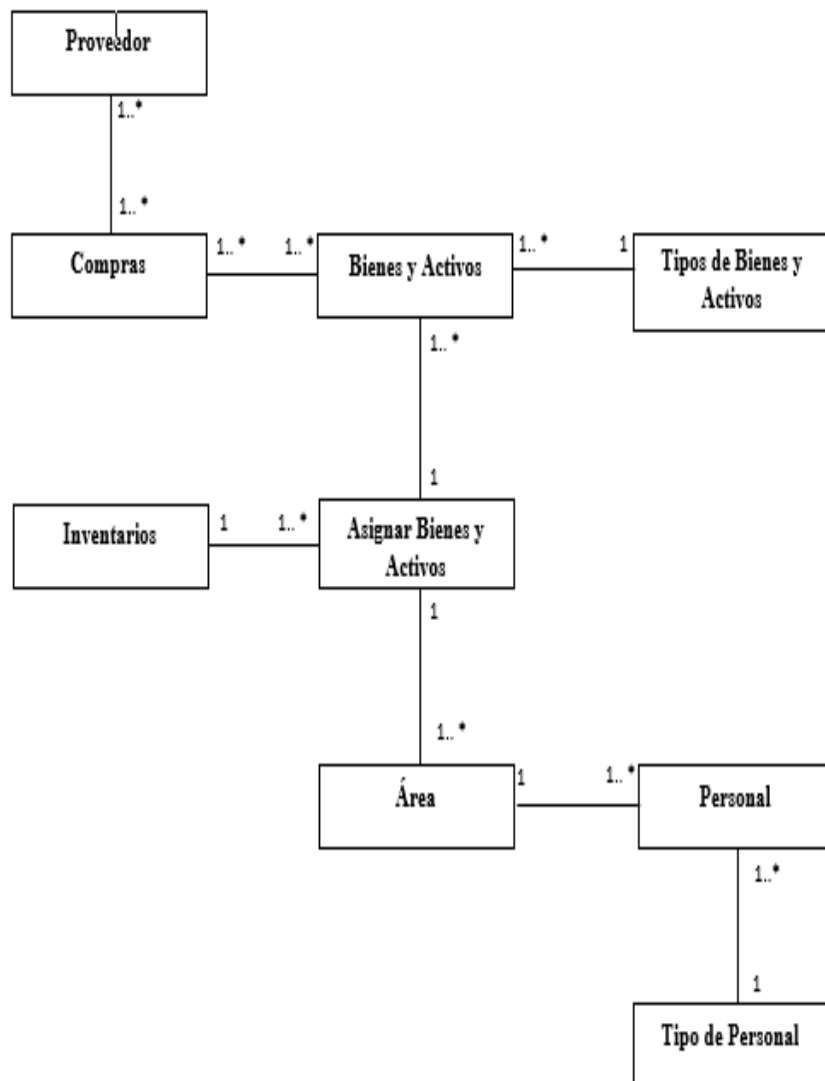 Proveedor
1..*
1.. *
Compras
1.. *
1.. *
Bienes y Activos
1..*
1
Tipos de Bienes y
Activos
1.. *
1
Inventarios
1
1.. *
Asignar Bienes y
Activos
1
1.. *
Área
1
1.. *
Personal
1..*
1
Tipo de Personal